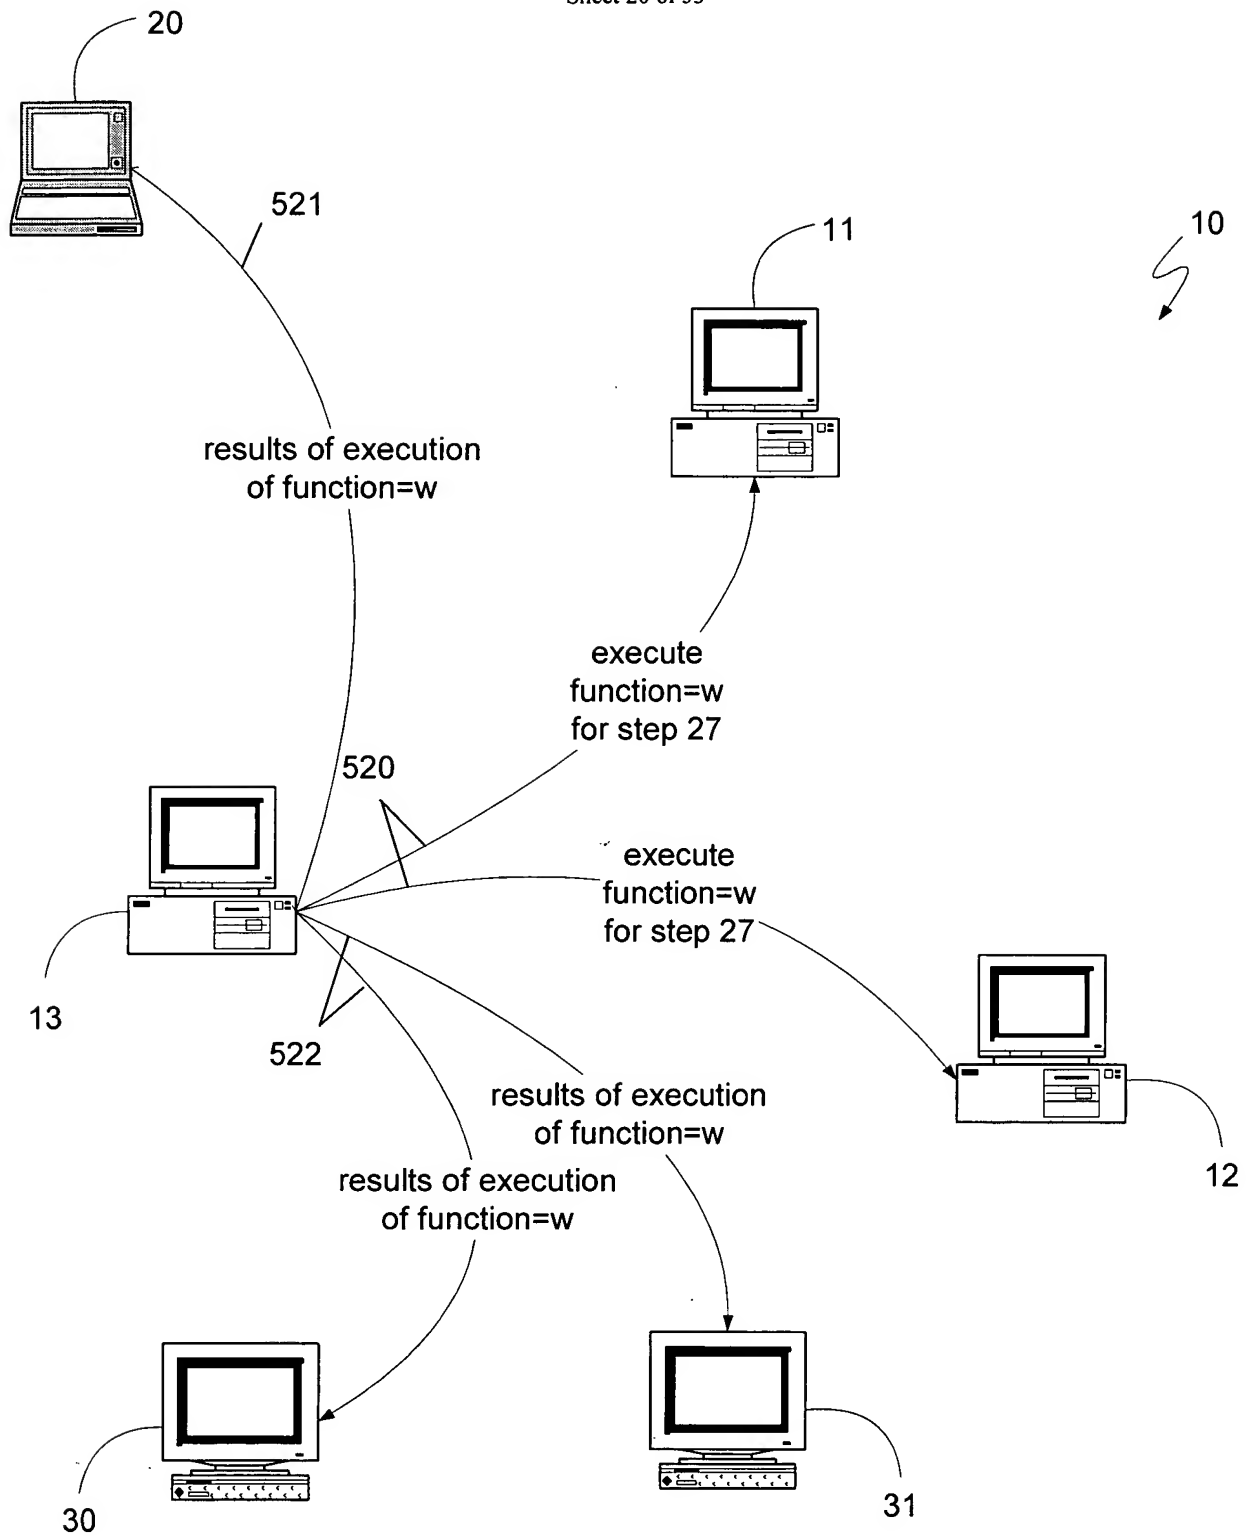 20
521
11
10
results of execution
of function=w
execute
function=w
for step 27
520
execute
function=w
for step 27
13
522
results of execution
of function=w
12
results of execution
of function=w
30
31